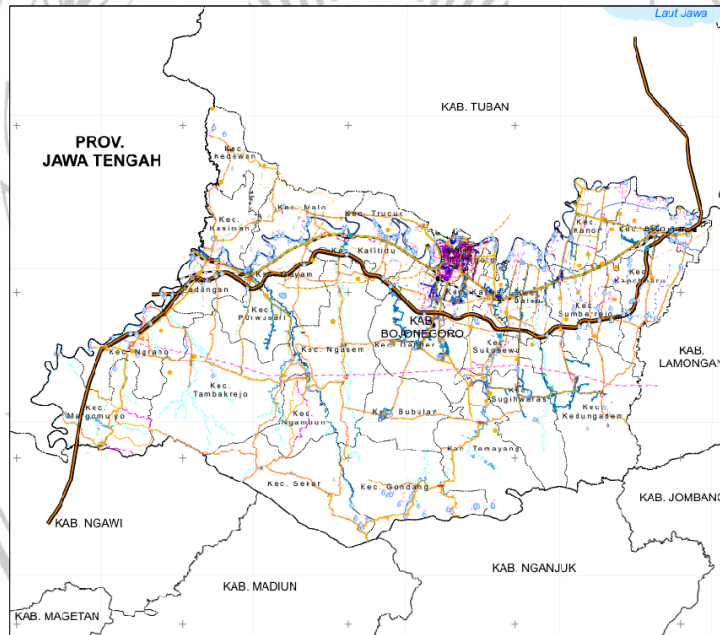 Laut Jawa
KAB. TUBAN
PROV.
JAWA TENGAH
Kec.
Kedewan
Kec. Malo
Kec. Trucuk
Kec.
Kasiman
Kec.
Kanor
Kec. Kalitidu
Kec.
Padangan
Kec.
Purwosari
Kec.
Sumberrejo
KAB.
BOJONEGORO
Kec. Dander
Kec.
Sukosewu
KAB.
LAMONGAN
Kec. Ngraho
Kec. Ngasem
Kec.
Tambakrejo
Kec.
Sugihwaras
Kec.
Margomulyo
Kec.
Kec. Bubulan
Kec.
Kedungadem
Kec. Temayang
Kec. Sekar
Kec. Gondang
KAB. JOMBANG
KAB. NGAWI
KAB. NGANJUK
KAB. MADIUN
KAB. MAGETAN